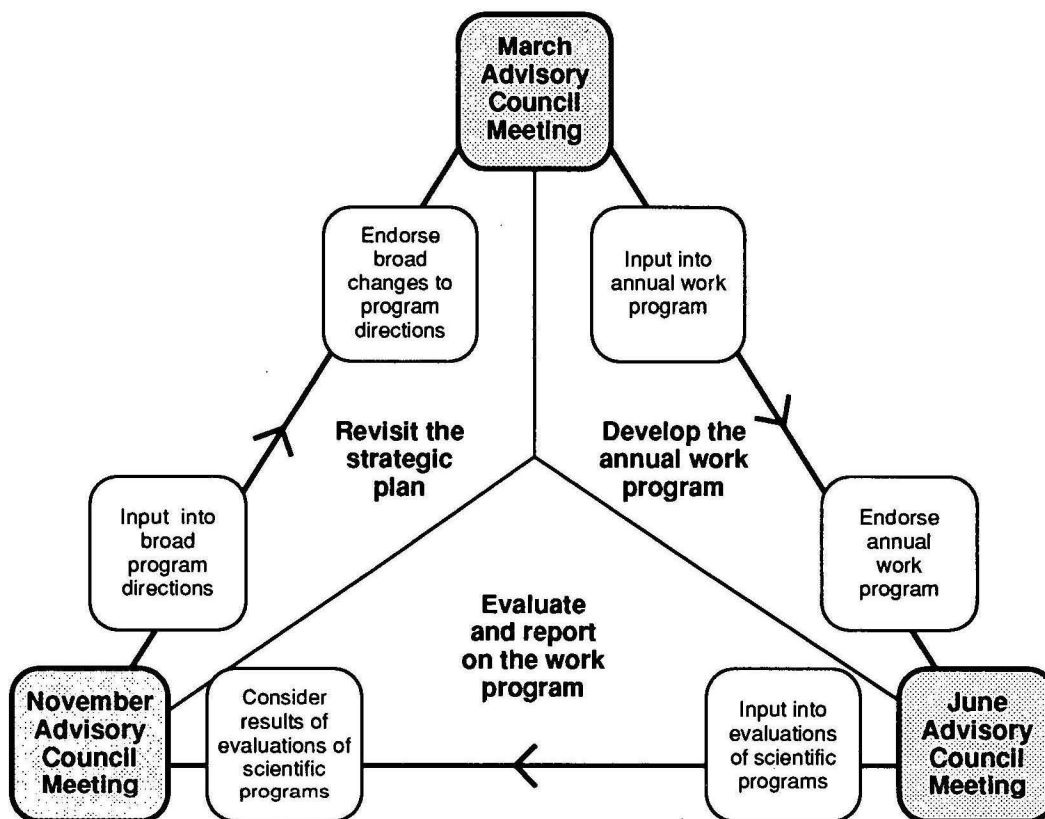 March
Advisory
Council
Meeting
Endorse
broad
changes to
program
directions
Input into
annual work
program
Revisit the
strategic
plan
Develop the
annual work
program
Input into
broad
program
directions
Endorse
annual
work
program
Evaluate
and report
on the work
program
November
Advisory
Council
Meeting
Consider
results of
evaluations of
scientific
programs
Input into
evaluations
of scientific
programs
June
Advisory
Council
Meeting